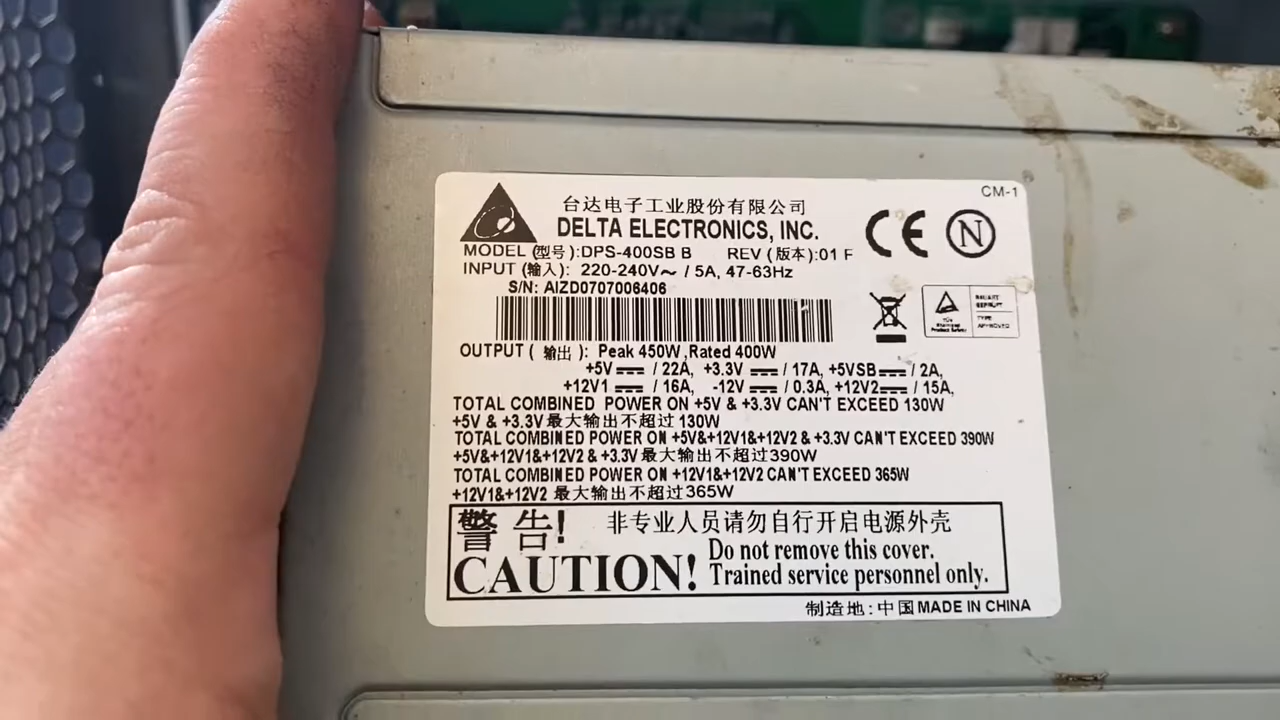 CM-1
台达电子工业股份有限公司
DELTA ELECTRONICS, INC.
MODEL (型号):DPS-400SB B REV (版本):01 F
INPUT (输入): 220-240V～ / 5A, 47-63Hz
S/N: AIZD0707006406
N
OUTPUT ( 输出 ): Peak 450W ,Rated 400W
+5V⎓ / 22A, +3.3V ⎓ / 17A, +5VSB⎓ / 2A,
+12V1 ⎓ / 16A, -12V ⎓ / 0.3A, +12V2⎓ / 15A,
TOTAL COMBINED POWER ON +5V & +3.3V CAN'T EXCEED 130W
+5V & +3.3V 最大输出不超过 130W
TOTAL COMBINED POWER ON +5V&+12V1&+12V2 & +3.3V CAN'T EXCEED 390W
+5V&+12V1&+12V2 & +3.3V 最大输出不超过390W
TOTAL COMBINED POWER ON +12V1&+12V2 CAN'T EXCEED 365W
+12V1&+12V2 最大输出不超过365W
警 告! 非专业人员请勿自行开启电源外壳
CAUTION! Do not remove this cover.
Trained service personnel only.
制造地: 中国 MADE IN CHINA